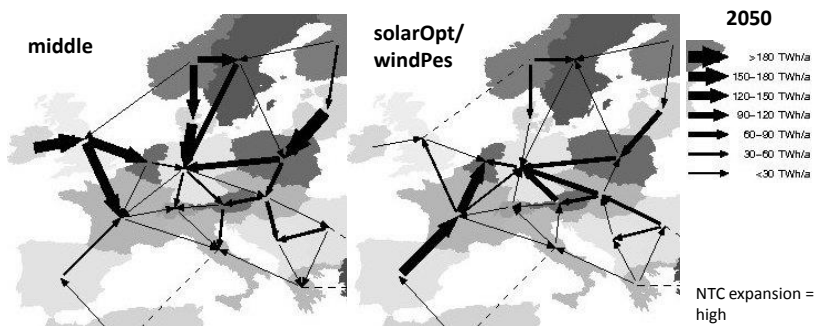 middle
solarOpt/
windPes
2050
>180 TWh/a
150–180 TWh/a
120–150 TWh/a
90–120 TWh/a
60–90 TWh/a
30–60 TWh/a
<30 TWh/a
NTC expansion =
high